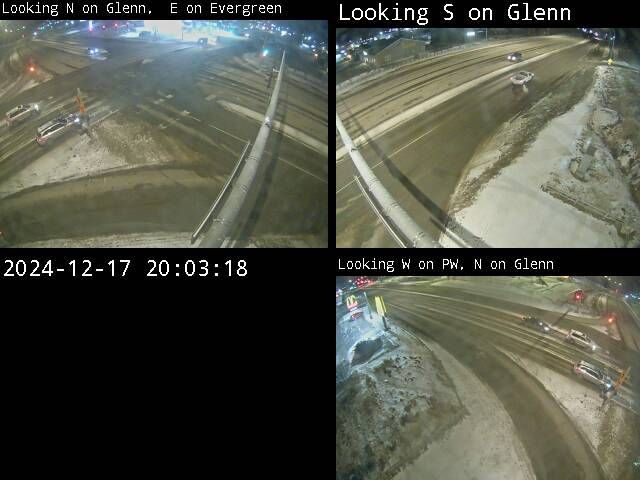 Looking N on Glenn,  E on Evergreen
Looking S on Glenn
2024-12-17 20:03:18
Looking W on PW, N on Glenn